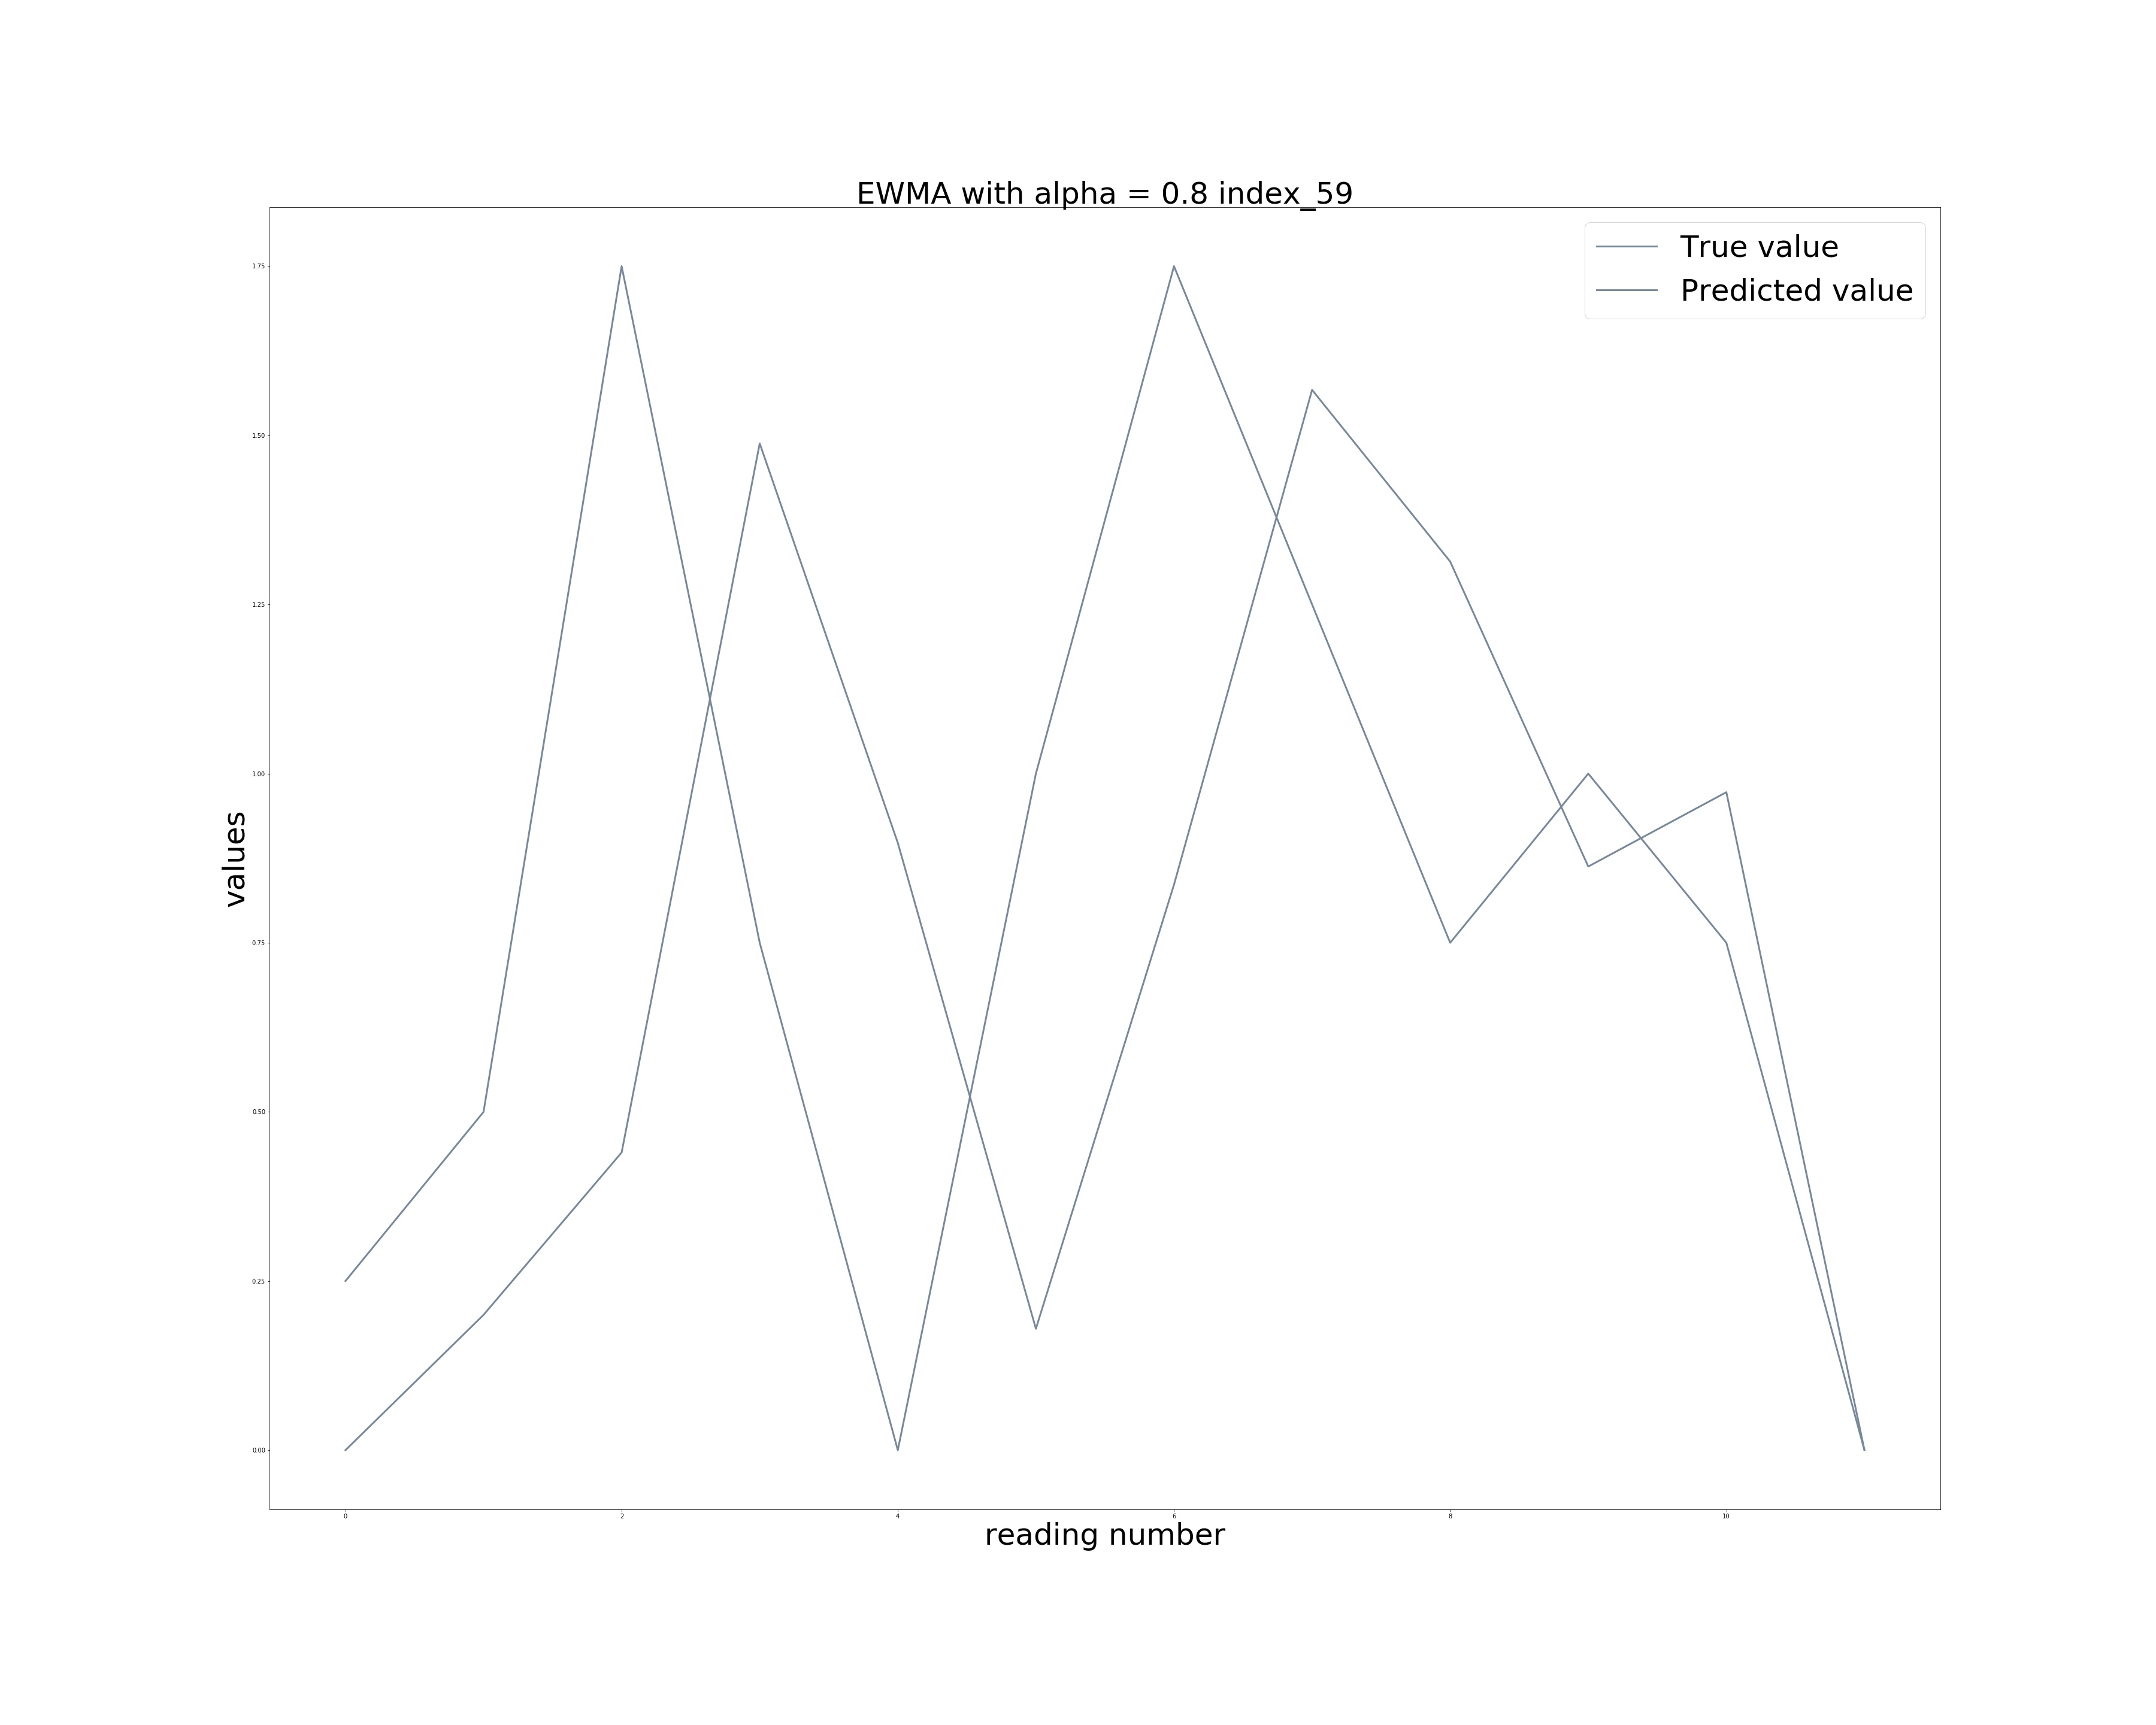 EWMA with alpha = 0.8 index_59
True value
Predicted value
1.75
1.50
1.25
1.00
0.75
0.50
0.25
0.00
values
0 2 4 6 8 10
reading number